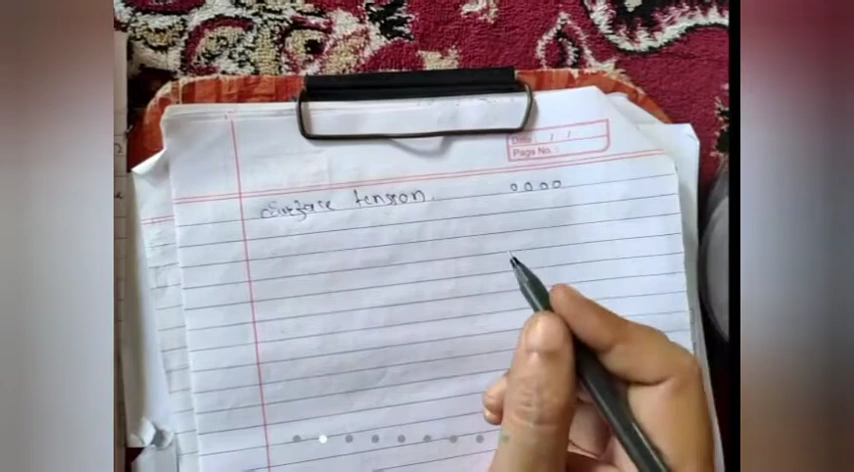 Date : / /
Page No. :
Surface tension.